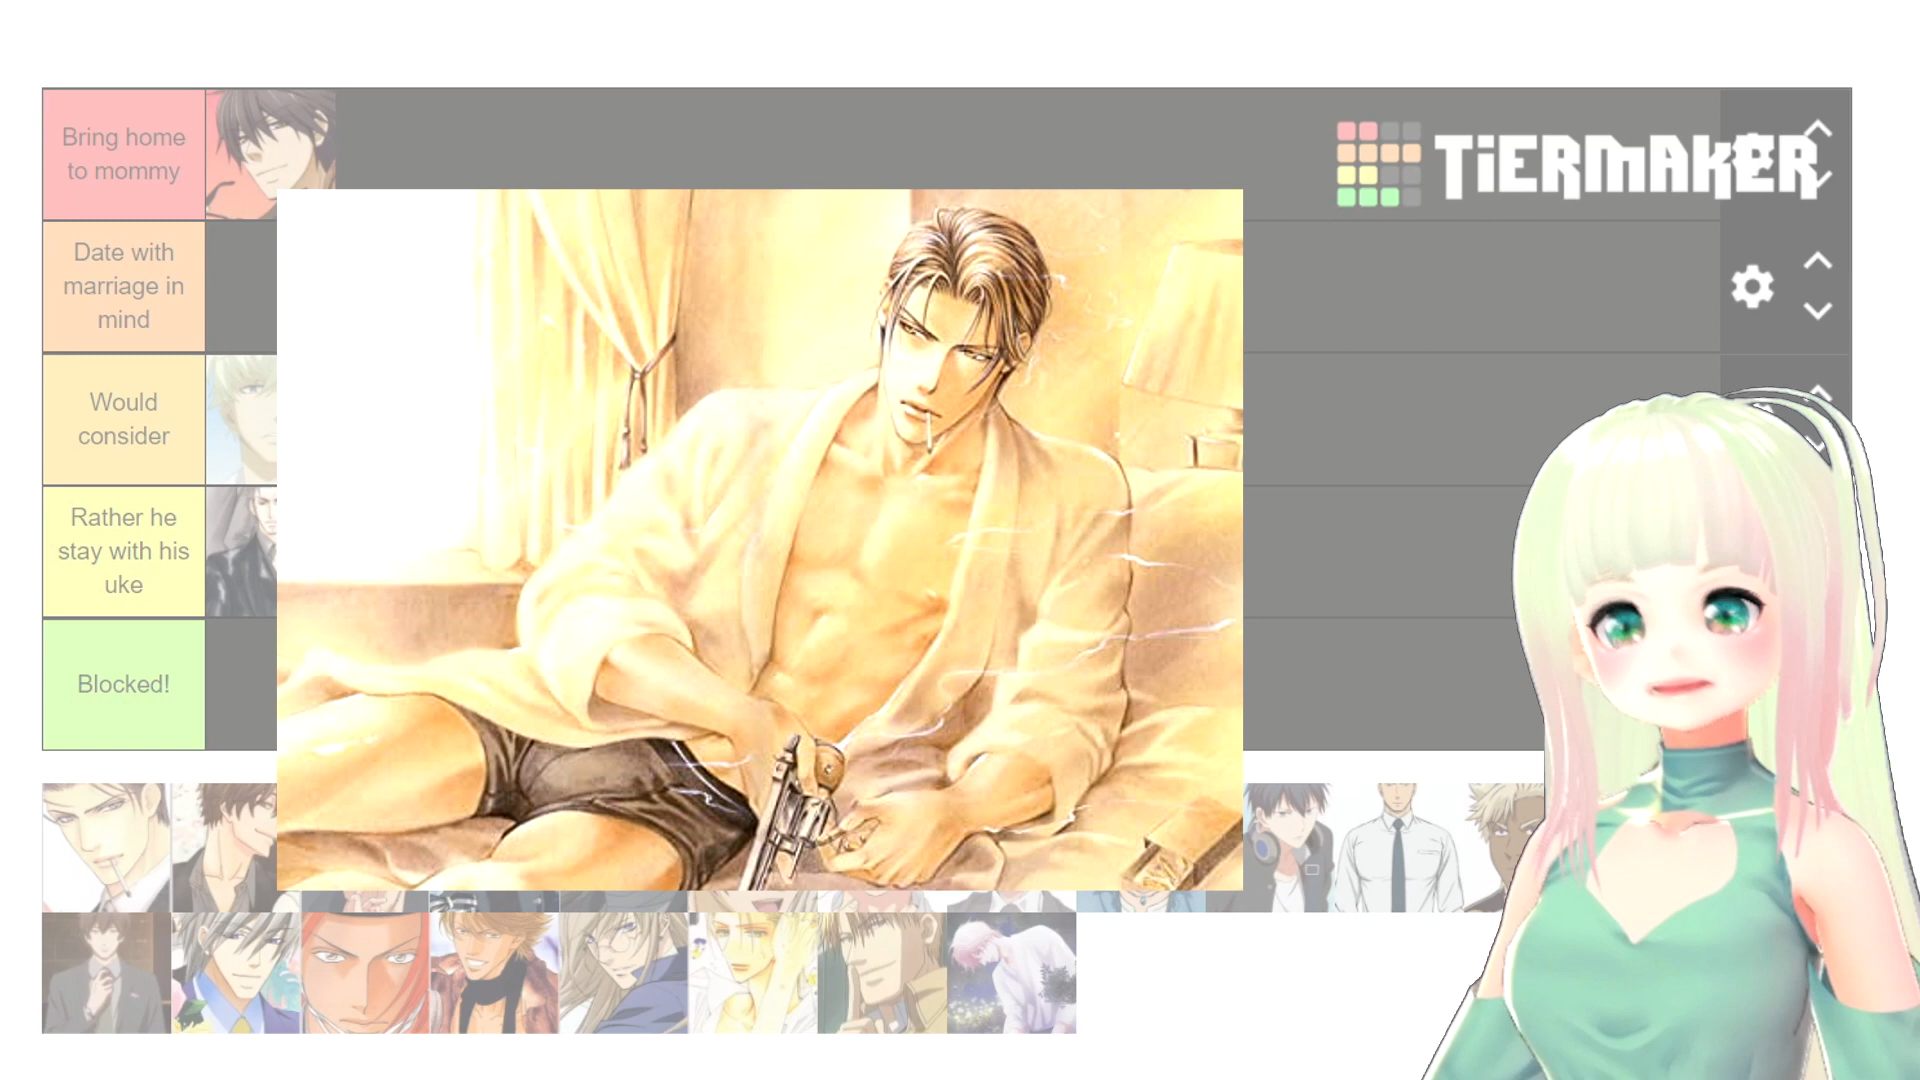 Bring home
to mommy
TiERMAKER
Date with
marriage in
mind
Would
consider
Rather he
stay with his
uke
Blocked!